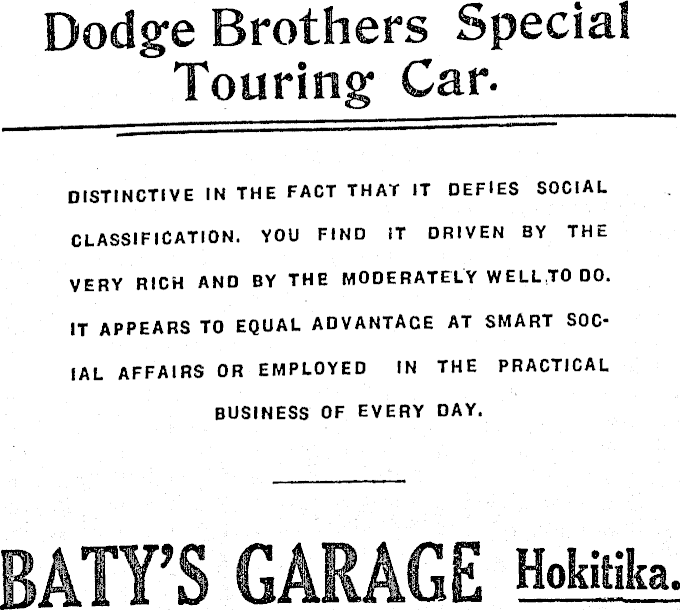 Dodge Brothers Special
Touring Car.
DISTINCTIVE IN THE FACT THAT IT DEFIES SOCIAL
CLASSIFICATION. YOU FIND IT DRIVEN BY THE
VERY RICH AND BY THE MODERATELY WELL TO DO.
IT APPEARS TO EQUAL ADVANTAGE AT SMART SOC-
IAL AFFAIRS OR EMPLOYED IN THE PRACTICAL
BUSINESS OF EVERY DAY.
BATY'S GARAGE Hokitika.